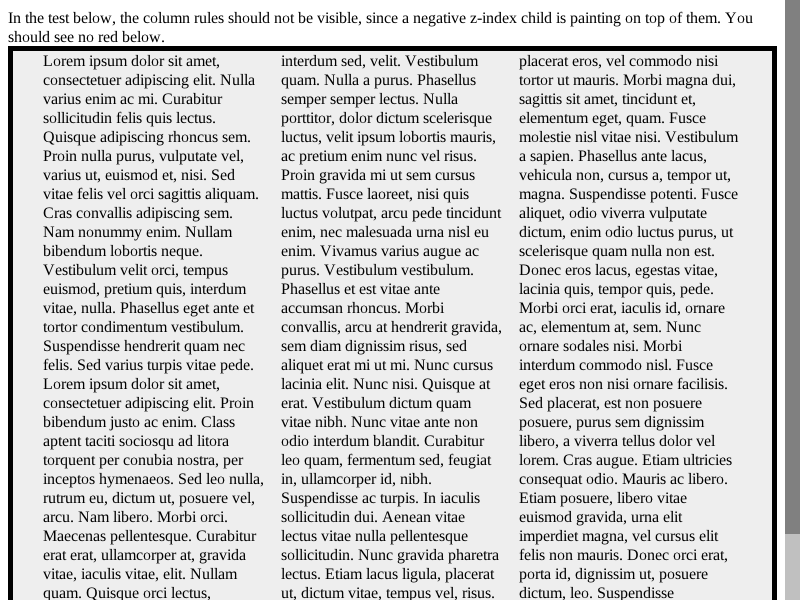 In the test below, the column rules should not be visible, since a negative z-index child is painting on top of them. You
should see no red below.
Lorem ipsum dolor sit amet,
consectetuer adipiscing elit. Nulla
varius enim ac mi. Curabitur
sollicitudin felis quis lectus.
Quisque adipiscing rhoncus sem.
Proin nulla purus, vulputate vel,
varius ut, euismod et, nisi. Sed
vitae felis vel orci sagittis aliquam.
Cras convallis adipiscing sem.
Nam nonummy enim. Nullam
bibendum lobortis neque.
Vestibulum velit orci, tempus
euismod, pretium quis, interdum
vitae, nulla. Phasellus eget ante et
tortor condimentum vestibulum.
Suspendisse hendrerit quam nec
felis. Sed varius turpis vitae pede.
Lorem ipsum dolor sit amet,
consectetuer adipiscing elit. Proin
bibendum justo ac enim. Class
aptent taciti sociosqu ad litora
torquent per conubia nostra, per
inceptos hymenaeos. Sed leo nulla,
rutrum eu, dictum ut, posuere vel,
arcu. Nam libero. Morbi orci.
Maecenas pellentesque. Curabitur
erat erat, ullamcorper at, gravida
vitae, iaculis vitae, elit. Nullam
quam. Quisque orci lectus,
interdum sed, velit. Vestibulum
quam. Nulla a purus. Phasellus
semper semper lectus. Nulla
porttitor, dolor dictum scelerisque
luctus, velit ipsum lobortis mauris,
ac pretium enim nunc vel risus.
Proin gravida mi ut sem cursus
mattis. Fusce laoreet, nisi quis
luctus volutpat, arcu pede tincidunt
enim, nec malesuada urna nisl eu
enim. Vivamus varius augue ac
purus. Vestibulum vestibulum.
Phasellus et est vitae ante
accumsan rhoncus. Morbi
convallis, arcu at hendrerit gravida,
sem diam dignissim risus, sed
aliquet erat mi ut mi. Nunc cursus
lacinia elit. Nunc nisi. Quisque at
erat. Vestibulum dictum quam
vitae nibh. Nunc vitae ante non
odio interdum blandit. Curabitur
leo quam, fermentum sed, feugiat
in, ullamcorper id, nibh.
Suspendisse ac turpis. In iaculis
sollicitudin dui. Aenean vitae
lectus vitae nulla pellentesque
sollicitudin. Nunc gravida pharetra
lectus. Etiam lacus ligula, placerat
ut, dictum vitae, tempus vel, risus.
placerat eros, vel commodo nisi
tortor ut mauris. Morbi magna dui,
sagittis sit amet, tincidunt et,
elementum eget, quam. Fusce
molestie nisl vitae nisi. Vestibulum
a sapien. Phasellus ante lacus,
vehicula non, cursus a, tempor ut,
magna. Suspendisse potenti. Fusce
aliquet, odio viverra vulputate
dictum, enim odio luctus purus, ut
scelerisque quam nulla non est.
Donec eros lacus, egestas vitae,
lacinia quis, tempor quis, pede.
Morbi orci erat, iaculis id, ornare
ac, elementum at, sem. Nunc
ornare sodales nisi. Morbi
interdum commodo nisl. Fusce
eget eros non nisi ornare facilisis.
Sed placerat, est non posuere
posuere, purus sem dignissim
libero, a viverra tellus dolor vel
lorem. Cras augue. Etiam ultricies
consequat odio. Mauris ac libero.
Etiam posuere, libero vitae
euismod gravida, urna elit
imperdiet magna, vel cursus elit
felis non mauris. Donec orci erat,
porta id, dignissim ut, posuere
dictum, leo. Suspendisse